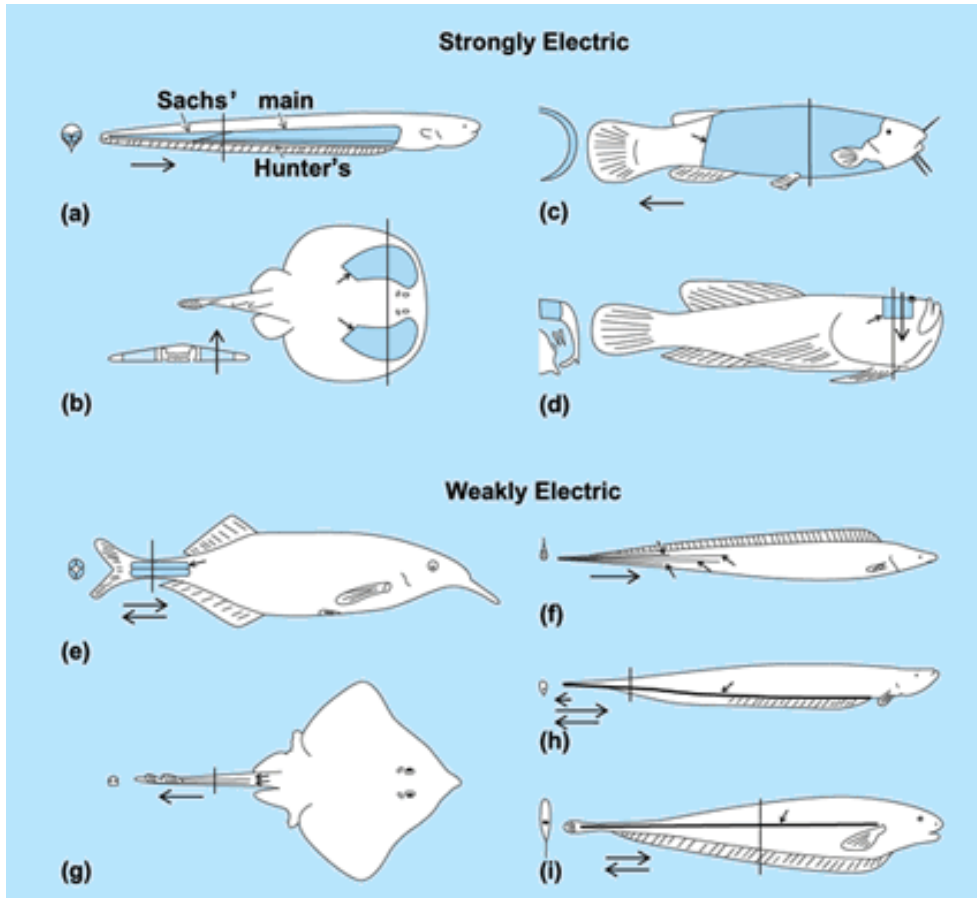 Strongly Electric
Sachs' main
Hunter's
(a)
(c)
(b)
(d)
Weakly Electric
(e)
(f)
(h)
(g)
(i)